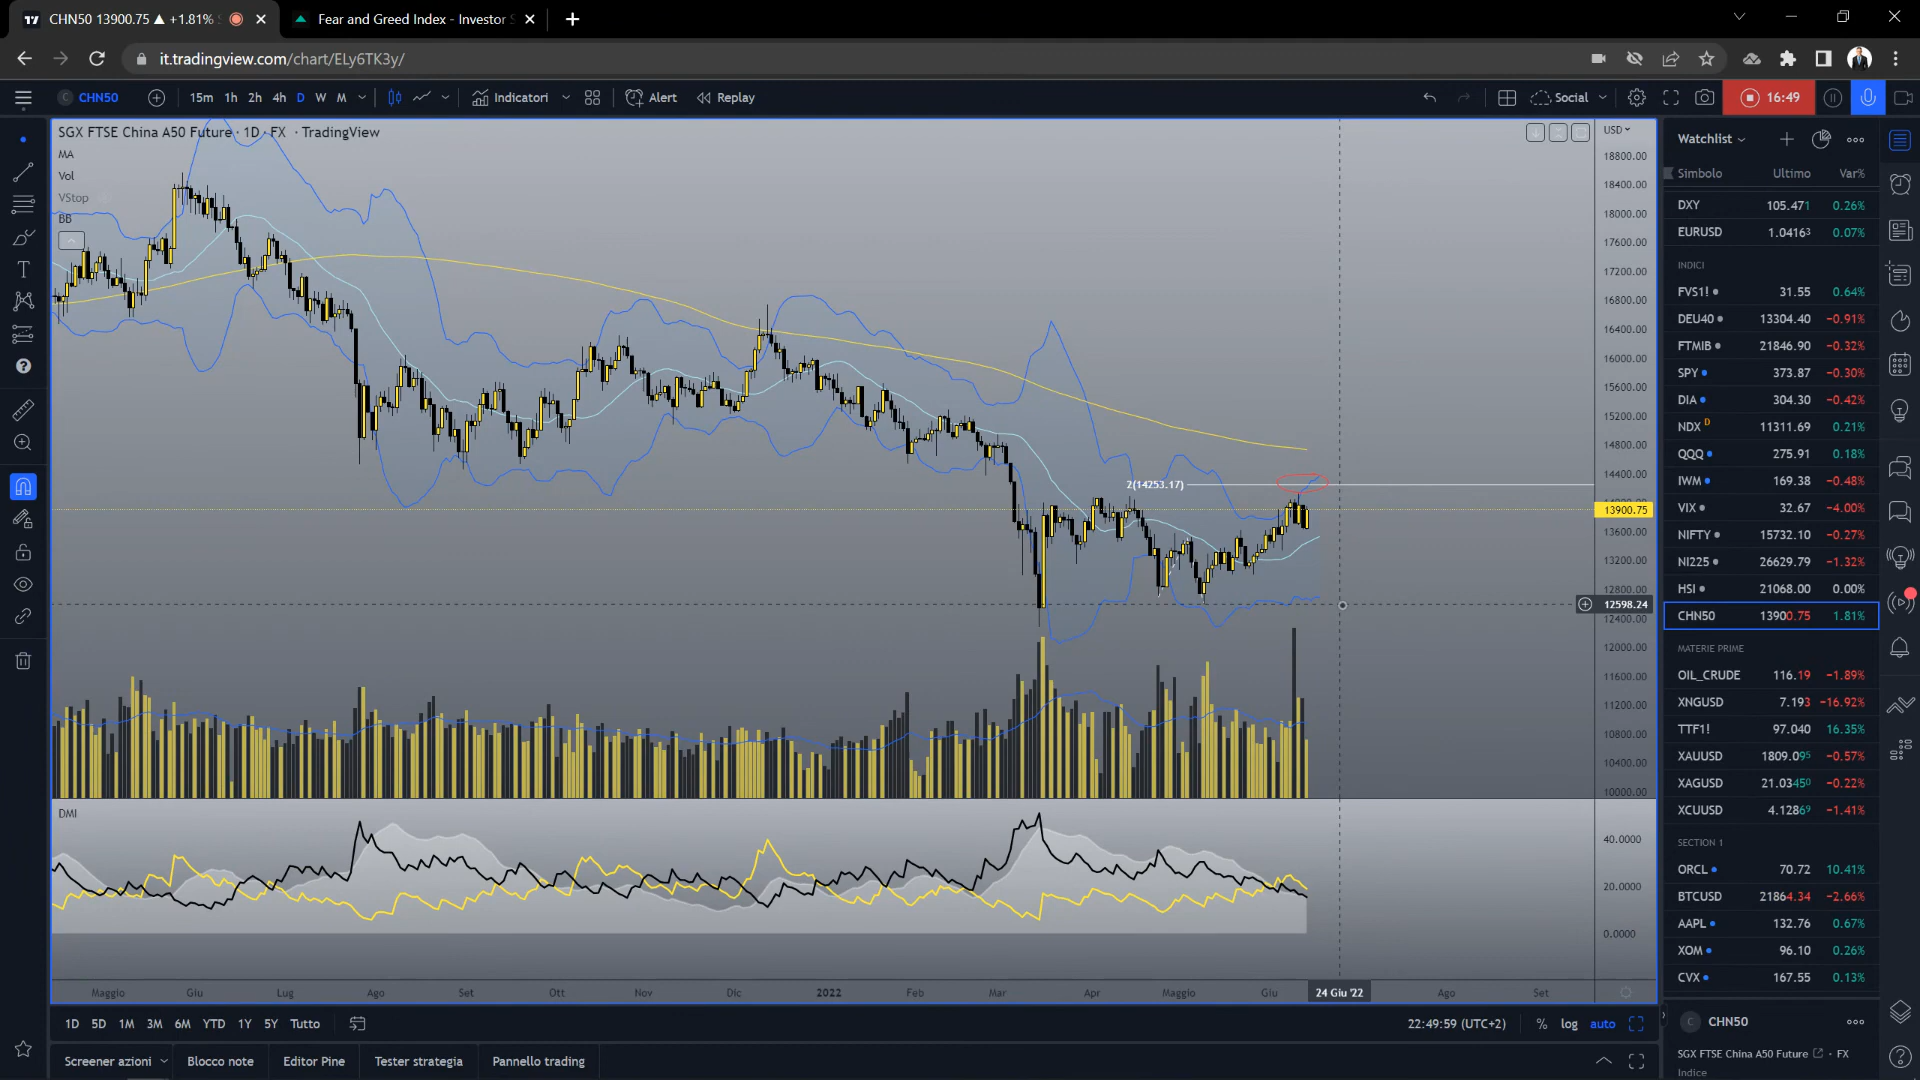 CHN50 13900.75 ▲ +1.81%
Fear and Greed Index - Investor S
it.tradingview.com/chart/ELy6TK3y/
CHN50 15m 1h 2h 4h D W M Indicatori Alert Replay Social 16:49
SGX FTSE China A50 Future · 1D · FX · TradingView
MA
Vol
VStop
BB
2(14253.17)
USD
18800.00
18400.00
18000.00
17600.00
17200.00
16800.00
16400.00
16000.00
15600.00
15200.00
14800.00
14400.00
13900.75
13600.00
13200.00
12800.00
12598.24
12400.00
12000.00
11600.00
11200.00
10800.00
10400.00
10000.00
DMI
40.0000
20.0000
0.0000
Maggio Giu Lug Ago Set Ott Nov Dic 2022 Feb Mar Apr Maggio Giu 24 Giu '22 Ago Set
1D 5D 1M 3M 6M YTD 1Y 5Y Tutto
22:49:59 (UTC+2) % log auto
Screener azioni Blocco note Editor Pine Tester strategia Pannello trading
Watchlist
Simbolo Ultimo Var%
DXY 105.471 0.26%
EURUSD 1.04163 0.07%
INDICI
FVS1! 31.55 0.64%
DEU40 13304.40 −0.91%
FTMIB 21846.90 −0.32%
SPY 373.87 −0.30%
DIA 304.30 −0.42%
NDX D 11311.69 0.21%
QQQ 275.91 0.18%
IWM 169.38 −0.48%
VIX 32.67 −4.00%
NIFTY 15732.10 −0.27%
NI225 26629.79 −1.32%
HSI 21068.00 0.00%
CHN50 13900.75 1.81%
MATERIE PRIME
OIL_CRUDE 116.19 −1.89%
XNGUSD 7.193 −16.92%
TTF1! 97.040 16.35%
XAUUSD 1809.095 −0.57%
XAGUSD 21.03450 −0.22%
XCUUSD 4.12869 −1.41%
SECTION 1
ORCL 70.72 10.41%
BTCUSD 21864.34 −2.66%
AAPL 132.76 0.67%
XOM 96.10 0.26%
CVX 167.55 0.13%
CHN50
SGX FTSE China A50 Future · FX
Indice